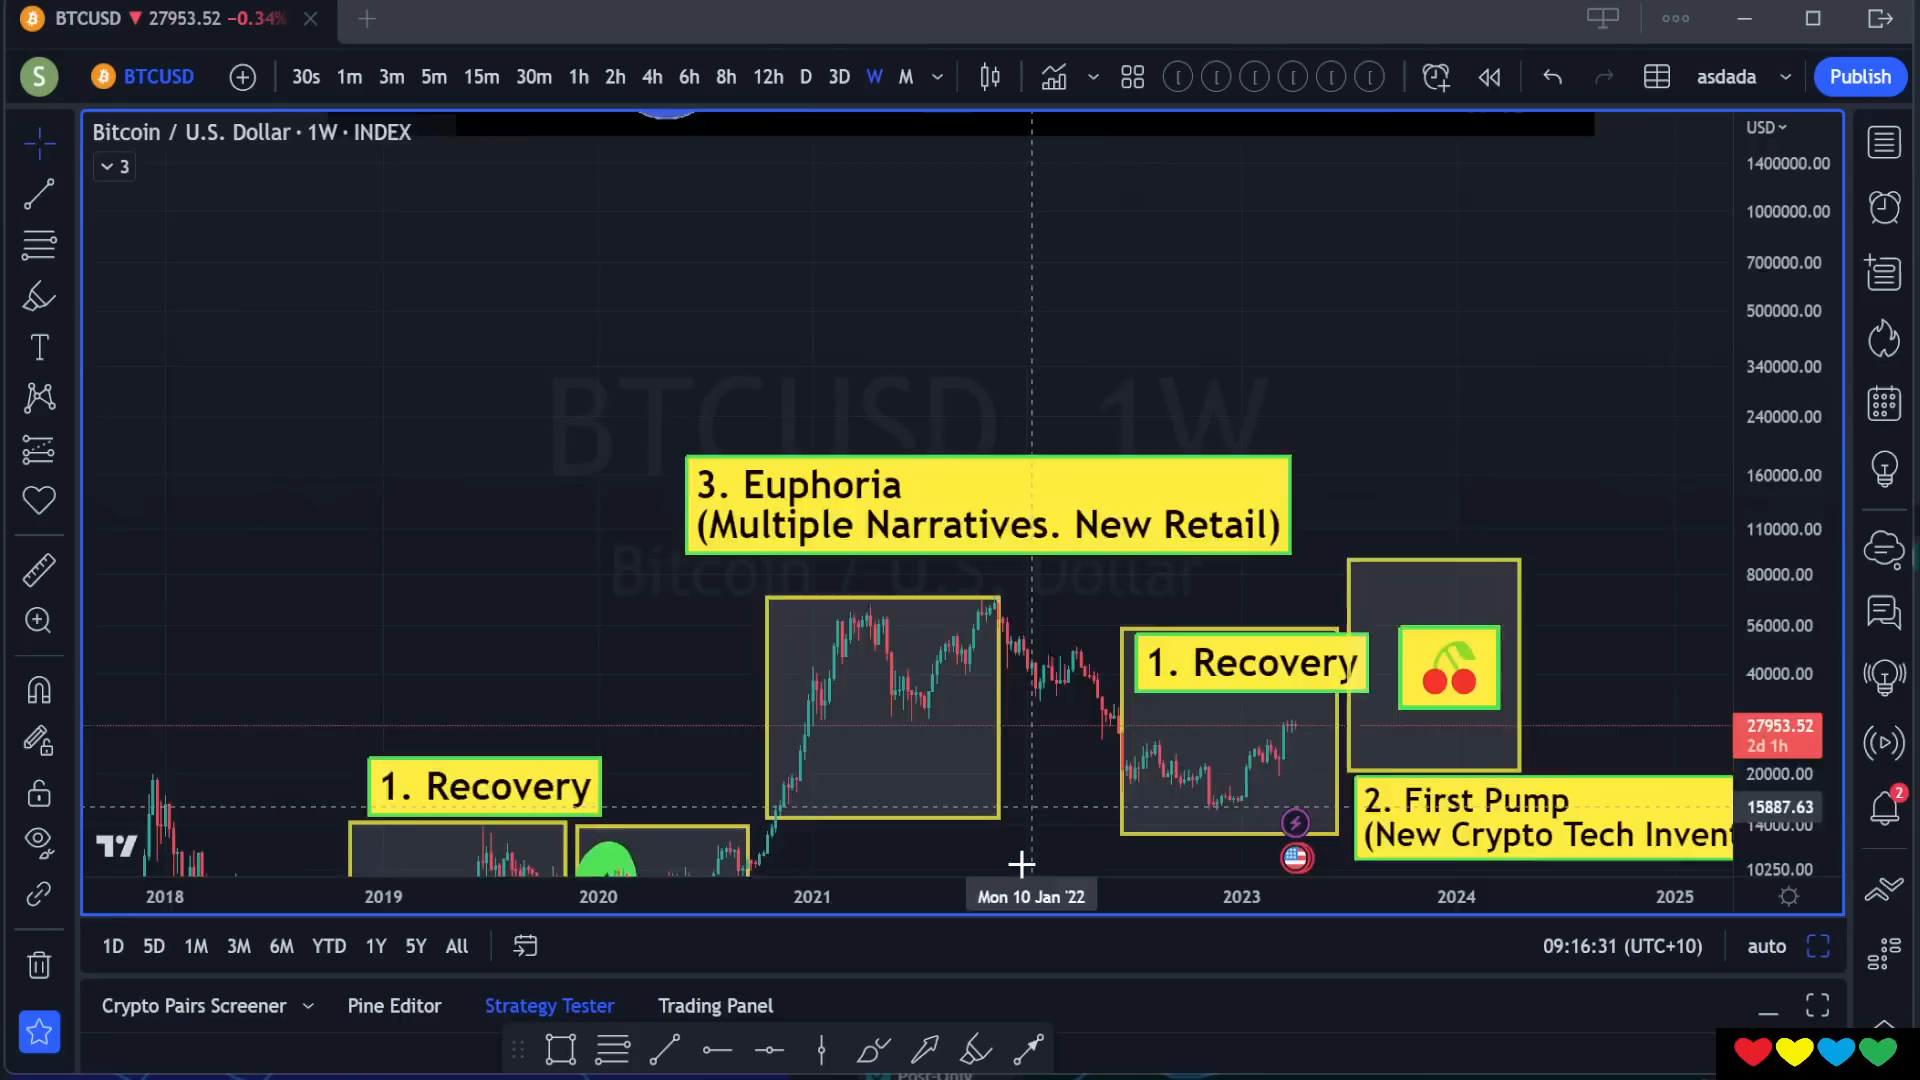 BTCUSD ▼ 27953.52 −0.34%
S
BTCUSD 30s 1m 3m 5m 15m 30m 1h 2h 4h 6h 8h 12h D 3D W M asdada Publish
Bitcoin / U.S. Dollar · 1W · INDEX
3
USD
1400000.00
1000000.00
700000.00
500000.00
340000.00
240000.00
160000.00
110000.00
80000.00
56000.00
40000.00
27953.52
2d 1h
20000.00
15887.63
14000.00
10250.00
BTCUSD 1W
Bitcoin / U.S. Dollar
3. Euphoria
(Multiple Narratives. New Retail)
1. Recovery
1. Recovery
2. First Pump
(New Crypto Tech Invent
2018 2019 2020 2021 Mon 10 Jan '22 2023 2024 2025
1D 5D 1M 3M 6M YTD 1Y 5Y All 09:16:31 (UTC+10) auto
2
Crypto Pairs Screener Pine Editor Strategy Tester Trading Panel
Post-Only